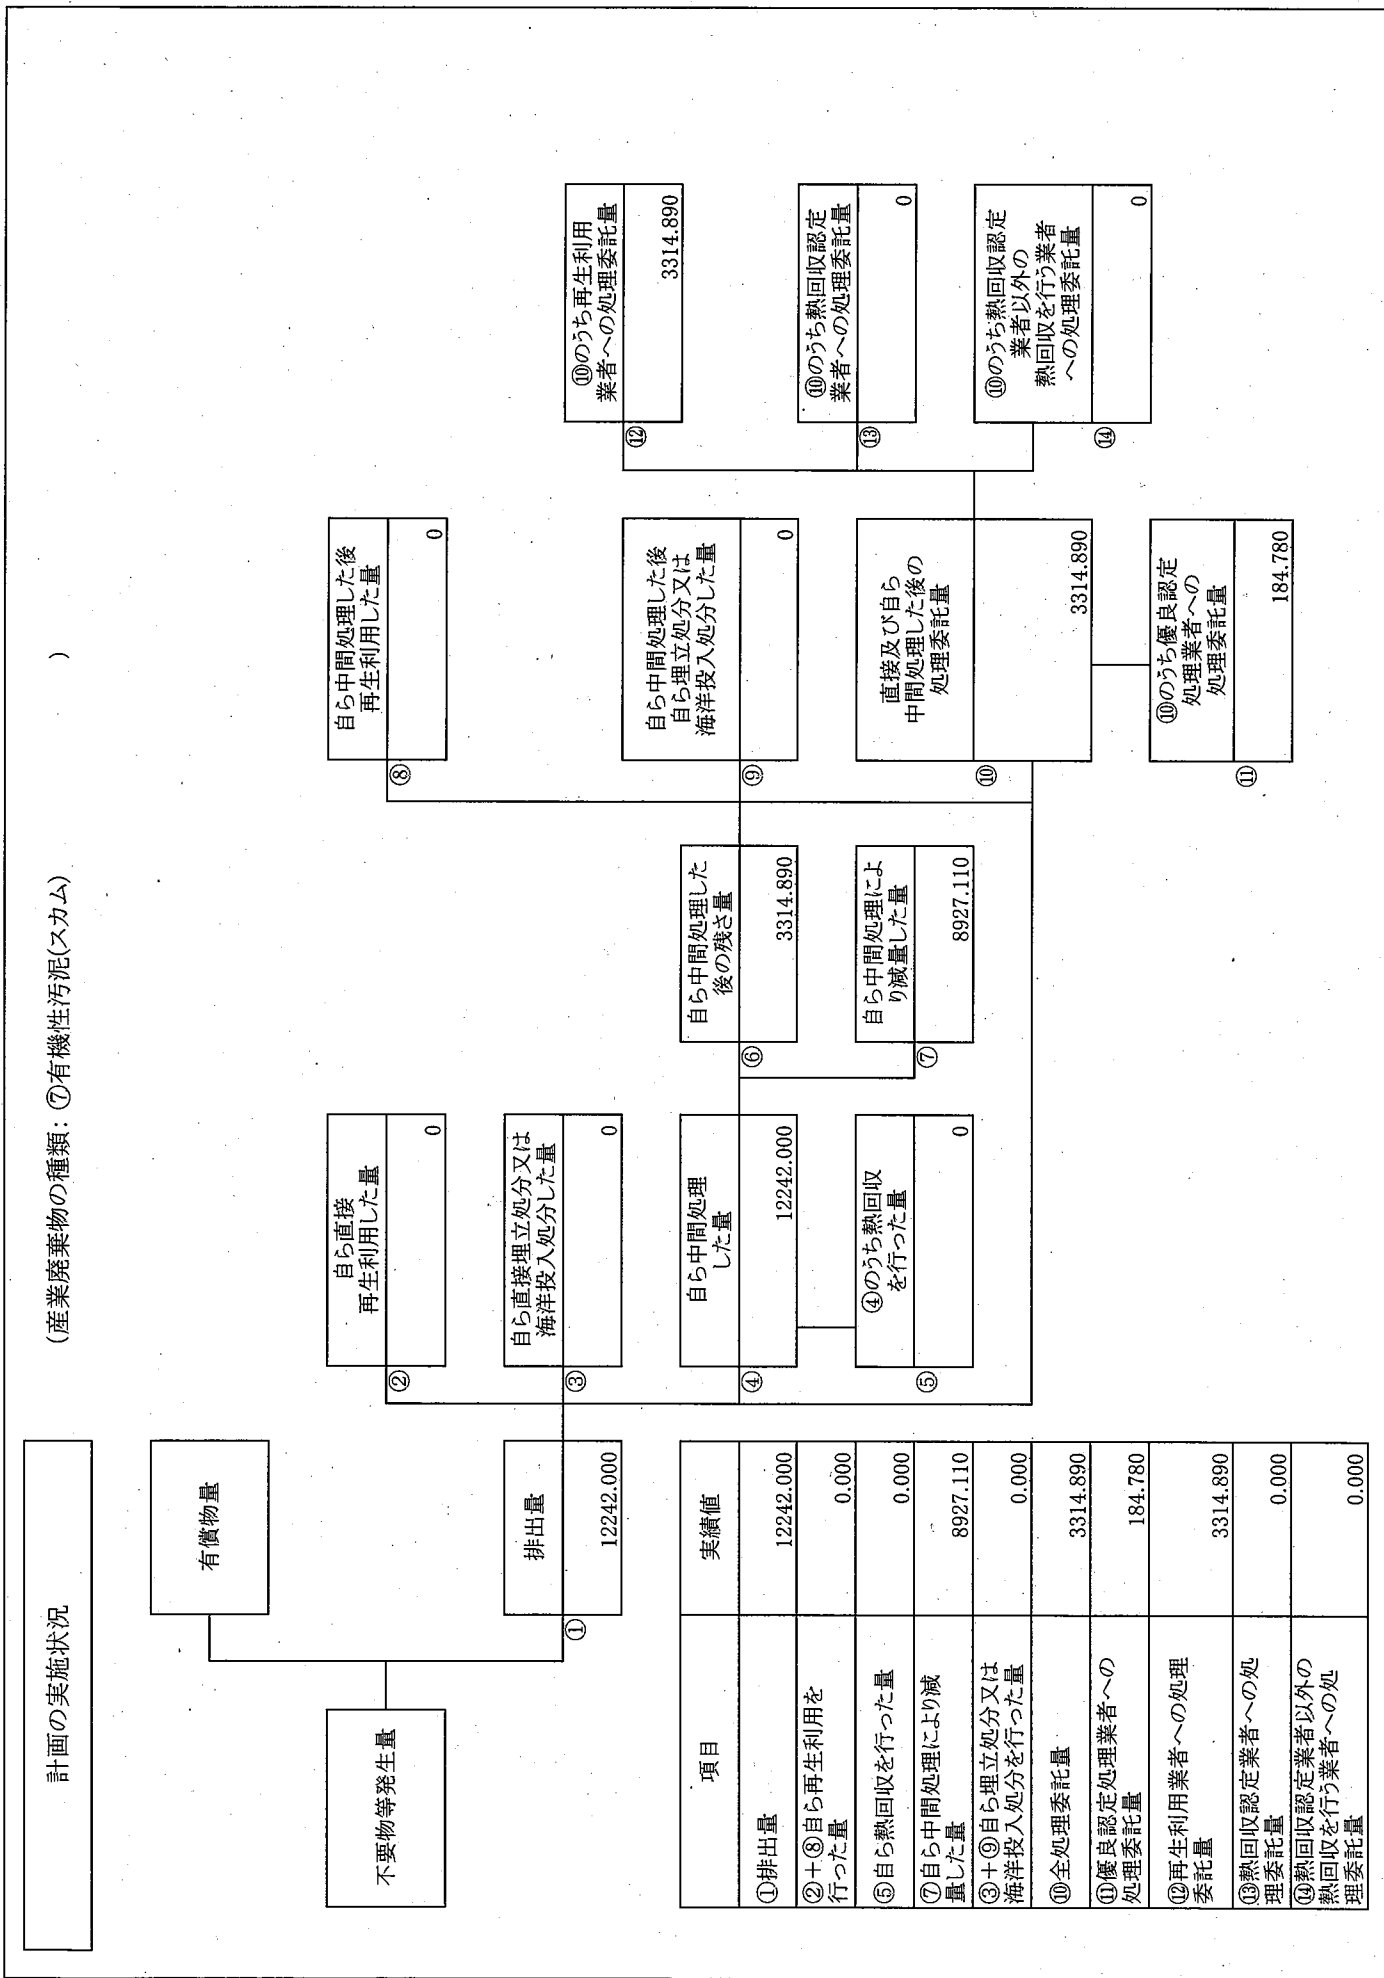 計画の実施状況
(産業廃棄物の種類：⑦有機性汚泥(スカム)
)
不要物等発生量
有償物量
①
排出量
12242.000
②
自ら直接
再生利用した量
0
③
自ら直接埋立処分又は
海洋投入処分した量
0
④
自ら中間処理
した量
12242.000
⑤
④のうち熱回収
を行った量
0
⑥
自ら中間処理した
後の残さ量
3314.890
⑦
自ら中間処理によ
り減量した量
8927.110
⑧
自ら中間処理した後
再生利用した量
0
⑨
自ら中間処理した後
自ら埋立処分又は
海洋投入処分した量
0
⑩
直接及び自ら
中間処理した後の
処理委託量
3314.890
⑪
⑩のうち優良認定
処理業者への
処理委託量
184.780
⑫
⑩のうち再生利用
業者への処理委託量
3314.890
⑬
⑩のうち熱回収認定
業者への処理委託量
0
⑭
⑩のうち熱回収認定
業者以外の
熱回収を行う業者
への処理委託量
0
項目
実績値
①排出量
12242.000
②＋⑧自ら再生利用を
行った量
0.000
⑤自ら熱回収を行った量
0.000
⑦自ら中間処理により減
量した量
8927.110
③＋⑨自ら埋立処分又は
海洋投入処分を行った量
0.000
⑩全処理委託量
3314.890
⑪優良認定処理業者への
処理委託量
184.780
⑫再生利用業者への処理
委託量
3314.890
⑬熱回収認定業者への処
理委託量
0.000
⑭熱回収認定業者以外の
熱回収を行う業者への処
理委託量
0.000